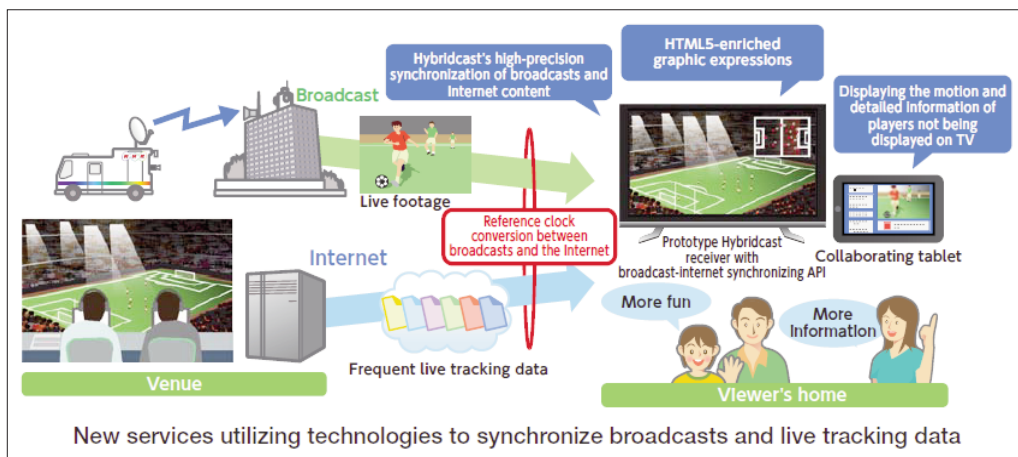 Hybridcast's high-precision
synchronization of broadcasts and
Internet content
HTML5-enriched
graphic expressions
Displaying the motion and
detailed information of
players not being
displayed on TV
Broadcast
Live footage
Reference clock
conversion between
broadcasts and the Internet
Prototype Hybridcast
receiver with
broadcast-internet synchronizing API
Collaborating tablet
Internet
Frequent live tracking data
More fun
More
Information
Venue
Viewer's home
New services utilizing technologies to synchronize broadcasts and live tracking data